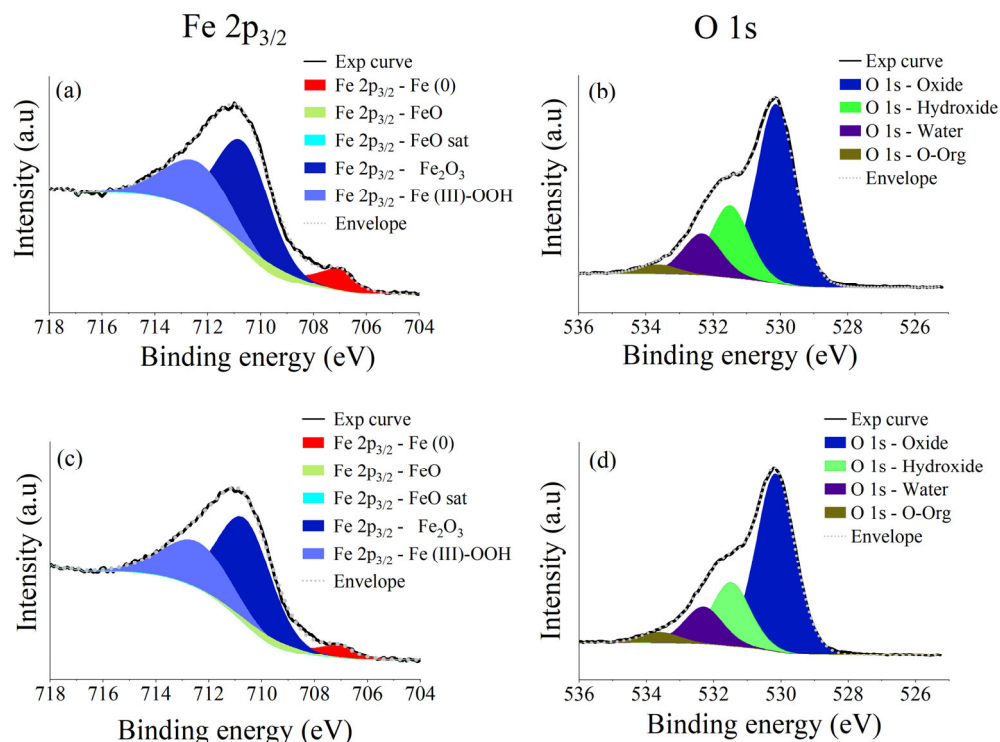 Fe 2p3/2
O 1s
(a)
Exp curve
Fe 2p3/2 - Fe (0)
Fe 2p3/2 - FeO
Fe 2p3/2 - FeO sat
Fe 2p3/2 - Fe2O3
Fe 2p3/2 - Fe (III)-OOH
Envelope
Intensity (a.u)
718 716 714 712 710 708 706 704
Binding energy (eV)
(b)
Exp curve
O 1s - Oxide
O 1s - Hydroxide
O 1s - Water
O 1s - O-Org
Envelope
Intensity (a.u)
536 534 532 530 528 526
Binding energy (eV)
(c)
Exp curve
Fe 2p3/2 - Fe (0)
Fe 2p3/2 - FeO
Fe 2p3/2 - FeO sat
Fe 2p3/2 - Fe2O3
Fe 2p3/2 - Fe (III)-OOH
Envelope
Intensity (a.u)
718 716 714 712 710 708 706 704
Binding energy (eV)
(d)
Exp curve
O 1s - Oxide
O 1s - Hydroxide
O 1s - Water
O 1s - O-Org
Envelope
Intensity (a.u)
536 534 532 530 528 526
Binding energy (eV)